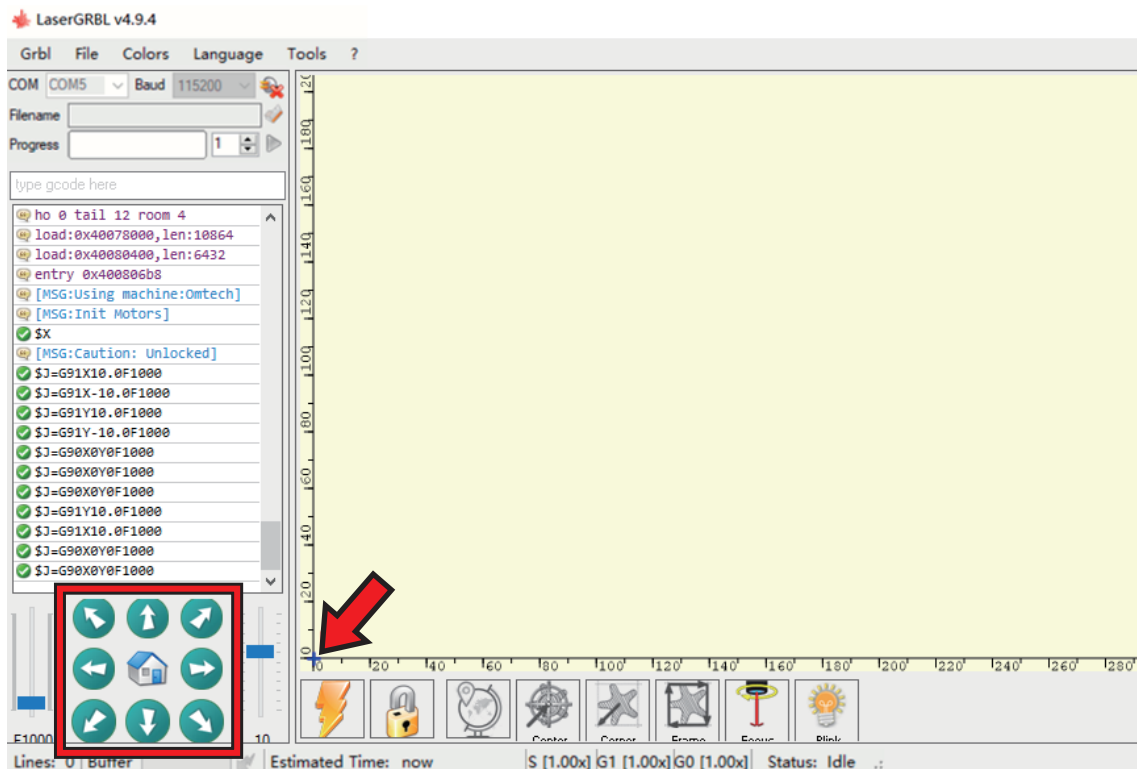 LaserGRBL v4.9.4
Grbl File Colors Language Tools ?
COM COM5 Baud 115200
Filename
Progress 1
type gcode here
ho 0 tail 12 room 4
load:0x40078000,len:10864
load:0x40080400,len:6432
entry 0x400806b8
[MSG:Using machine:Omtech]
[MSG:Init Motors]
$X
[MSG:Caution: Unlocked]
$J=G91X10.0F1000
$J=G91X-10.0F1000
$J=G91Y10.0F1000
$J=G91Y-10.0F1000
$J=G90X0Y0F1000
$J=G90X0Y0F1000
$J=G90X0Y0F1000
$J=G91Y10.0F1000
$J=G91X10.0F1000
$J=G90X0Y0F1000
$J=G90X0Y0F1000
180
160
140
120
100
80
60
40
20
0
0 20 40 60 80 100 120 140 160 180 200 220 240 260 280
F1000 10
Center Corner Frame Focus Blink
Lines: 0 Buffer Estimated Time: now S [1.00x] G1 [1.00x] G0 [1.00x] Status: Idle